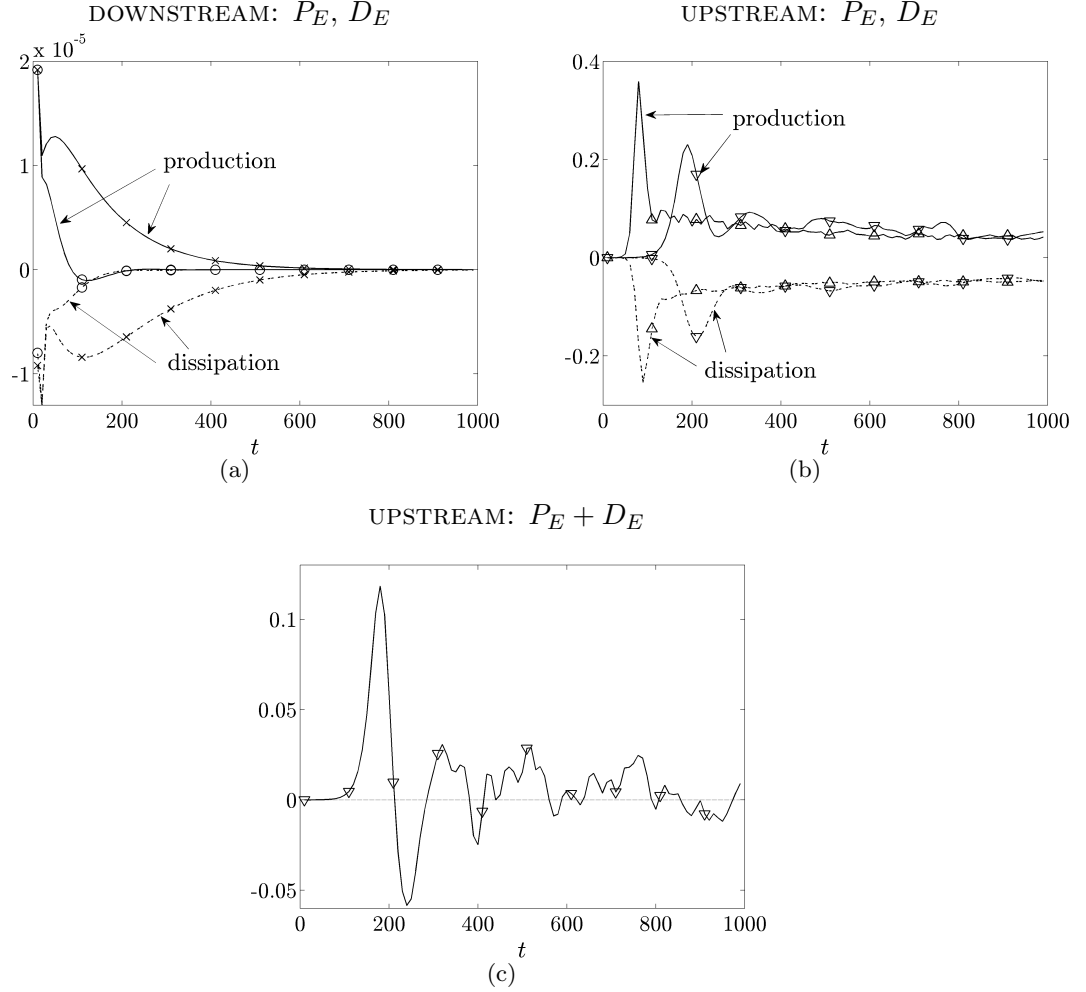 DOWNSTREAM: P_E, D_E
x 10^-5
2
1
0
-1
production
dissipation
0 200 400 600 800 1000
t
(a)
UPSTREAM: P_E, D_E
0.4
0.2
0
-0.2
production
dissipation
0 200 400 600 800 1000
t
(b)
UPSTREAM: P_E + D_E
0.1
0.05
0
-0.05
0 200 400 600 800 1000
t
(c)